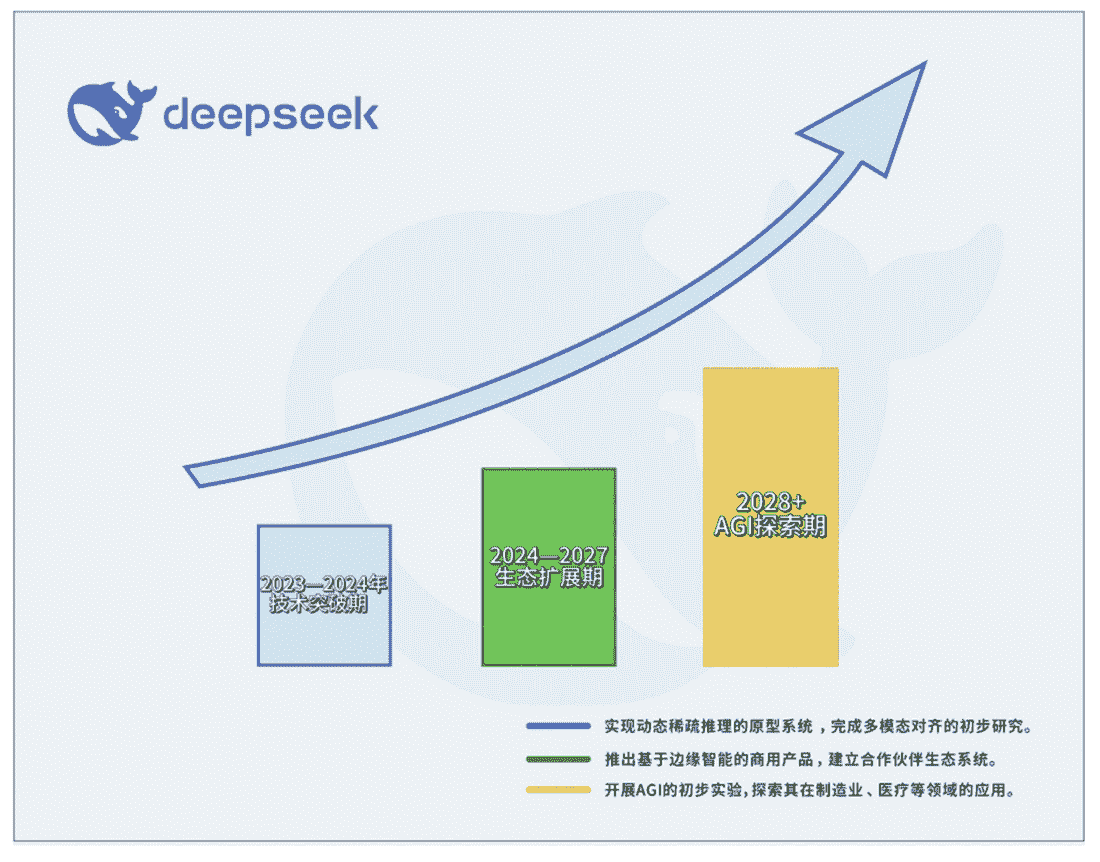 deepseek
2023—2024年
技术突破期
2024—2027
生态扩展期
2028+
AGI探索期
实现动态稀疏推理的原型系统，完成多模态对齐的初步研究。
推出基于边缘智能的商用产品，建立合作伙伴生态系统。
开展AGI的初步实验,探索其在制造业、医疗等领域的应用。